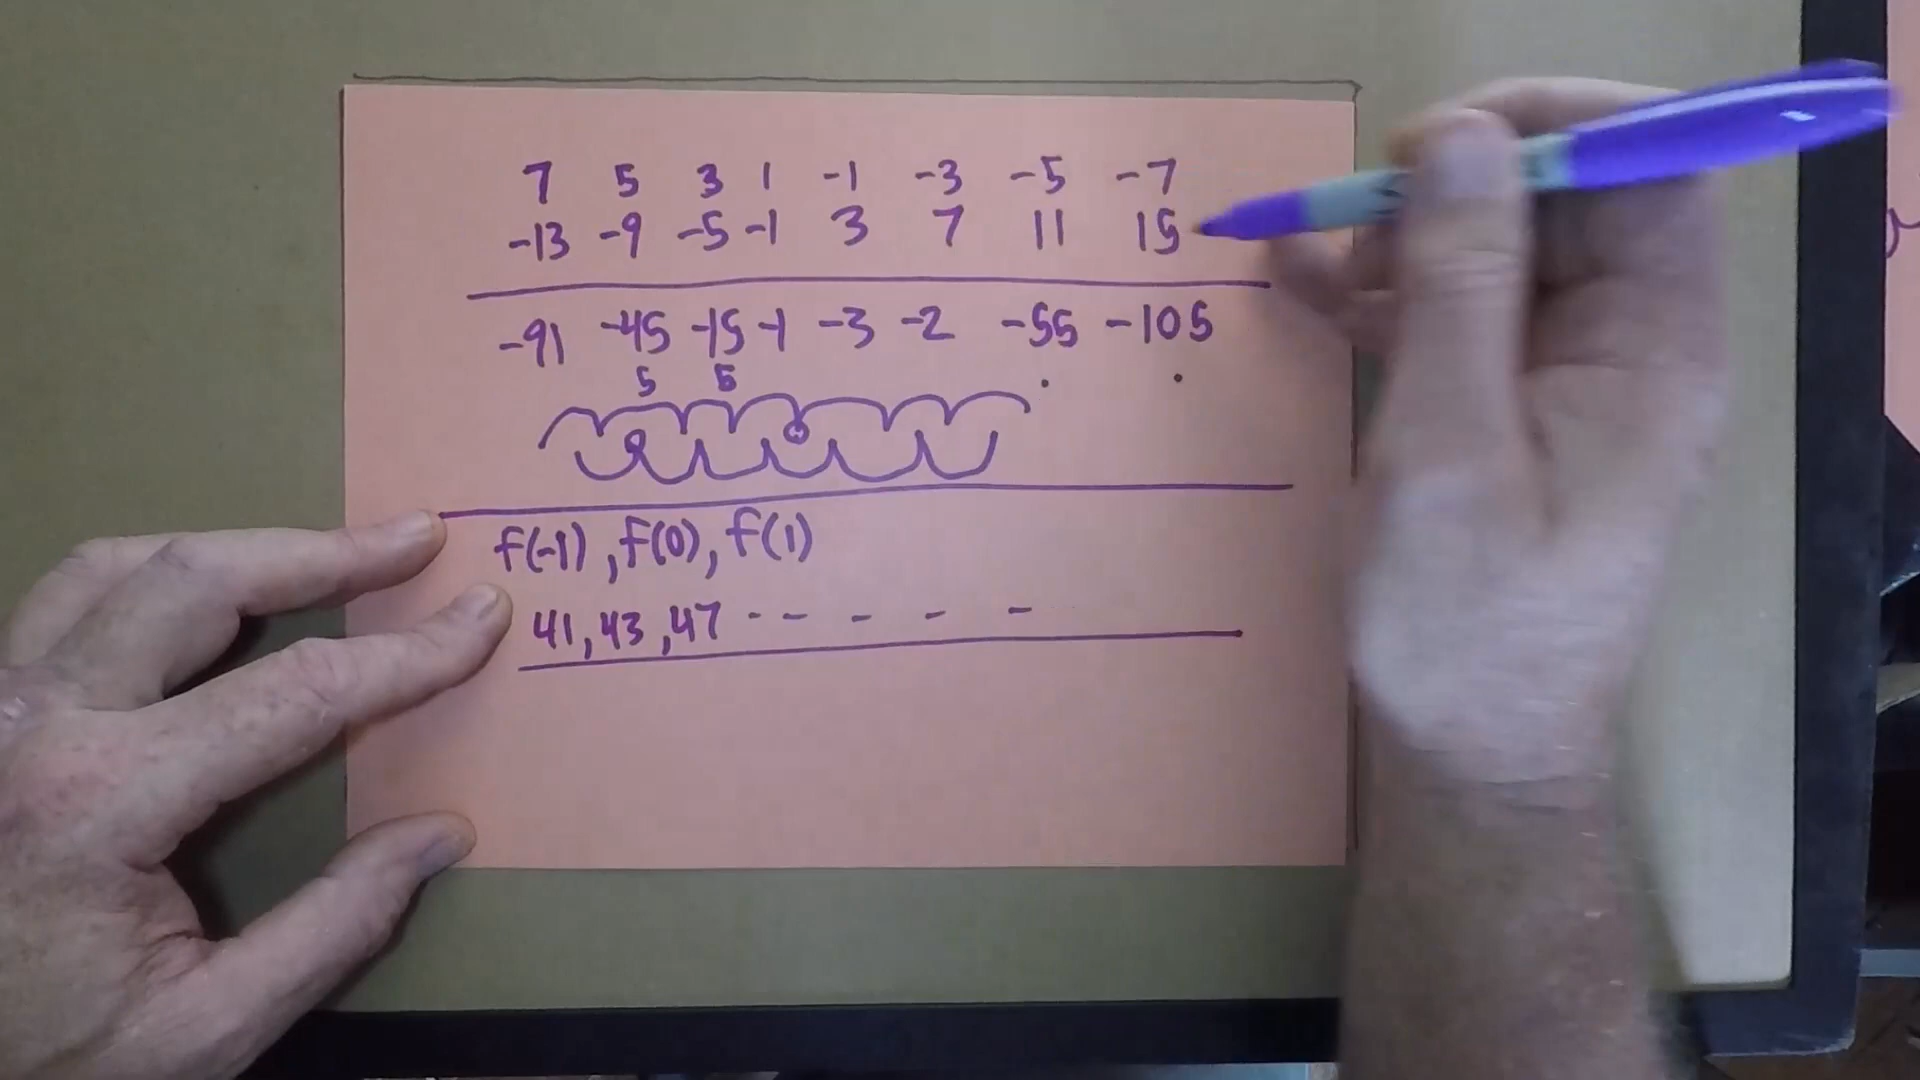 7 5 3 1 -1 -3 -5 -7
-13 -9 -5 -1 3 7 11 15
-91 -45 -15 -1 -3 -2 -55 -105
5 5
f(-1), f(0), f(1)
41, 43, 47 - - - - -